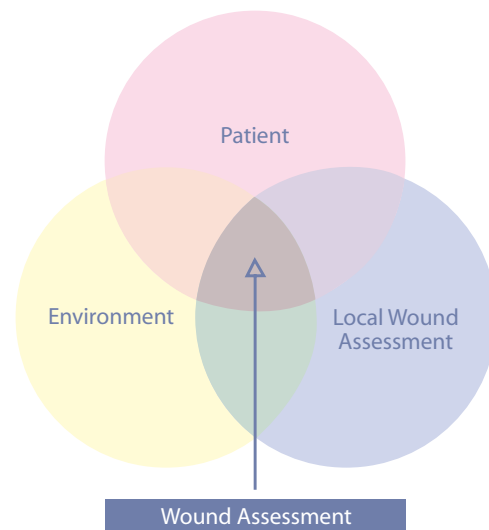 Patient
Environment
Local Wound
Assessment
Wound Assessment